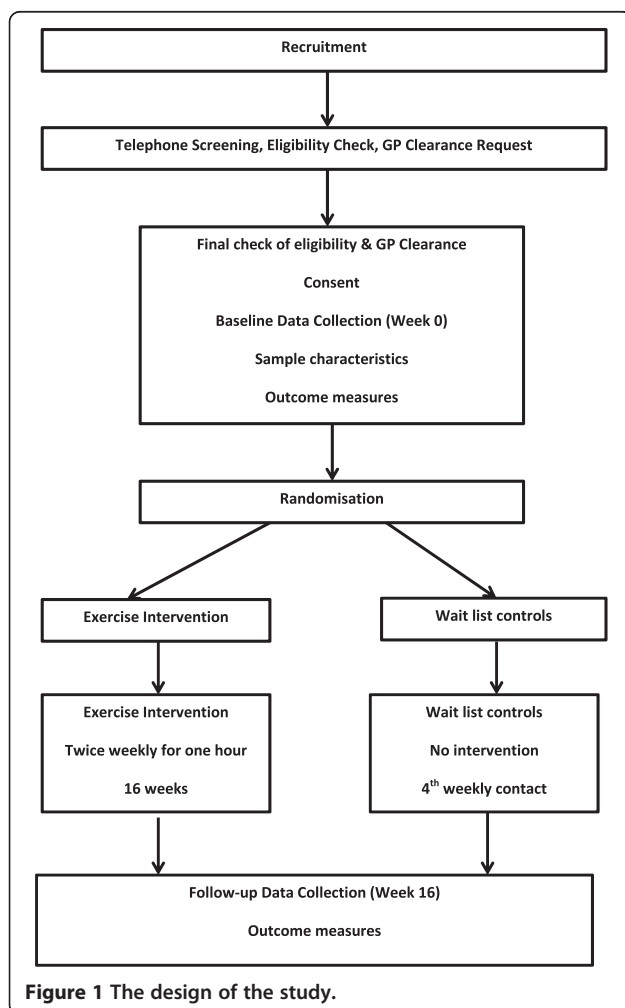 Recruitment
Telephone Screening, Eligibility Check, GP Clearance Request
Final check of eligibility & GP Clearance
Consent
Baseline Data Collection (Week 0)
Sample characteristics
Outcome measures
Randomisation
Exercise Intervention
Wait list controls
Exercise Intervention
Twice weekly for one hour
16 weeks
Wait list controls
No intervention
4th weekly contact
Follow-up Data Collection (Week 16)
Outcome measures
Figure 1 The design of the study.